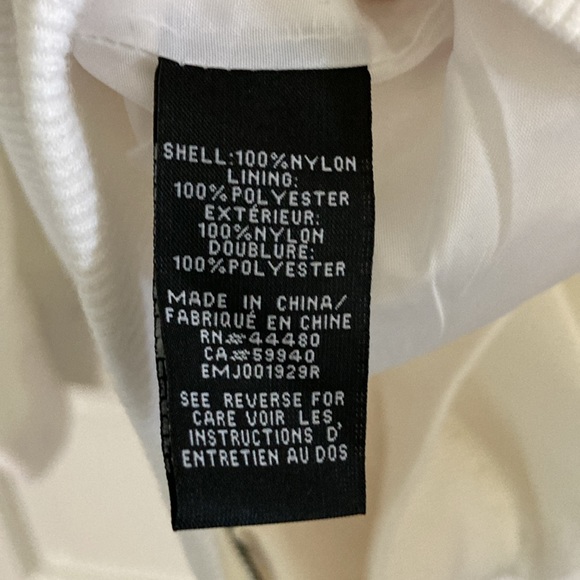 SHELL:100%NYLON
LINING:
100%POLYESTER
EXTÉRIEUR:
100%NYLON
DOUBLURE:
100%POLYESTER
MADE IN CHINA/
FABRIQUÉ EN CHINE
RN#44480
CA#59940
EMJ001929R
SEE REVERSE FOR
CARE VOIR LES
INSTRUCTIONS D'
ENTRETIEN AU DOS